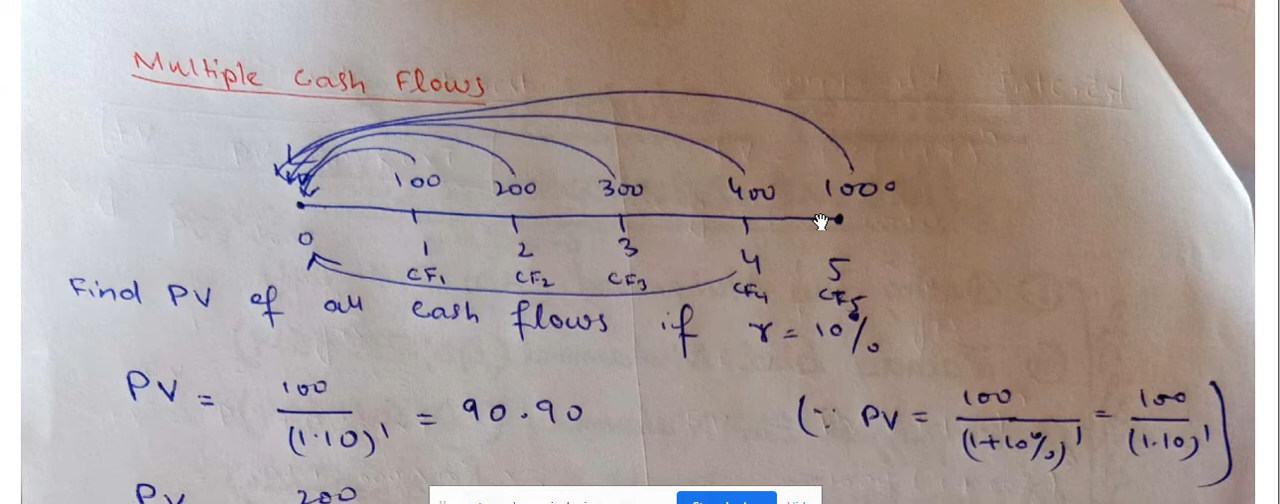 Multiple Cash Flows
100 200 300 400 1000
0 1 2 3 4 5
CF₁ CF₂ CF₃ CF₄ CF₅
Find PV of all cash flows if r = 10%
PV = 100 / (1.10)¹ = 90.90 (∵ PV = 100 / (1+10%)¹ = 100 / (1.10)¹)
PV 200